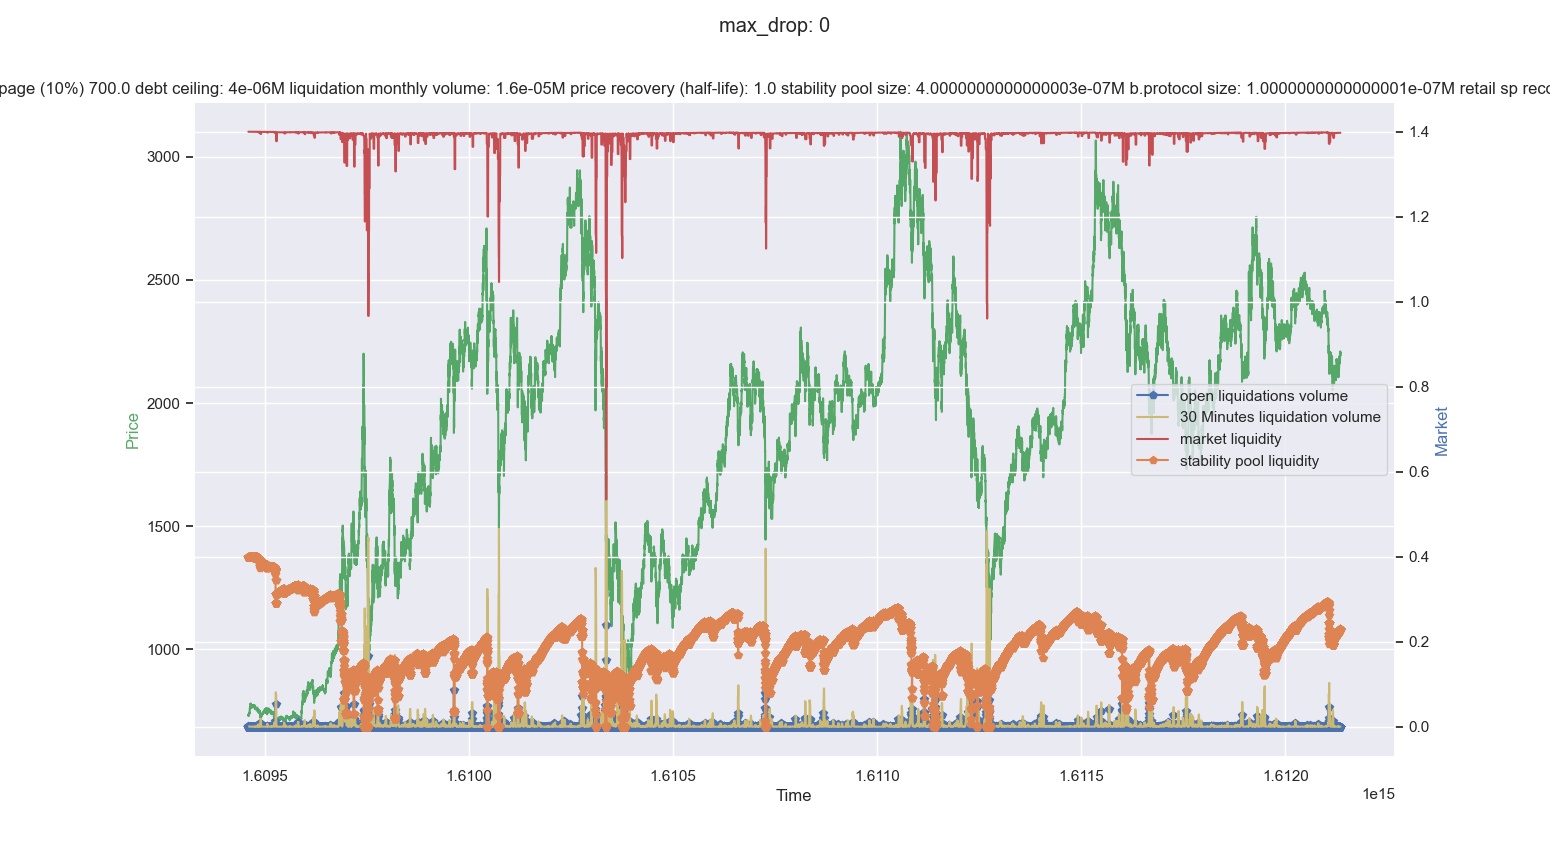 max_drop: 0
page (10%) 700.0 debt ceiling: 4e-06M liquidation monthly volume: 1.6e-05M price recovery (half-life): 1.0 stability pool size: 4.0000000000000003e-07M b.protocol size: 1.0000000000000001e-07M retail sp reco
3000
2500
2000
1500
1000
Price
1.4
1.2
1.0
0.8
0.6
0.4
0.2
0.0
Market
open liquidations volume
30 Minutes liquidation volume
market liquidity
stability pool liquidity
1.6095
1.6100
1.6105
1.6110
1.6115
1.6120
Time
1e15